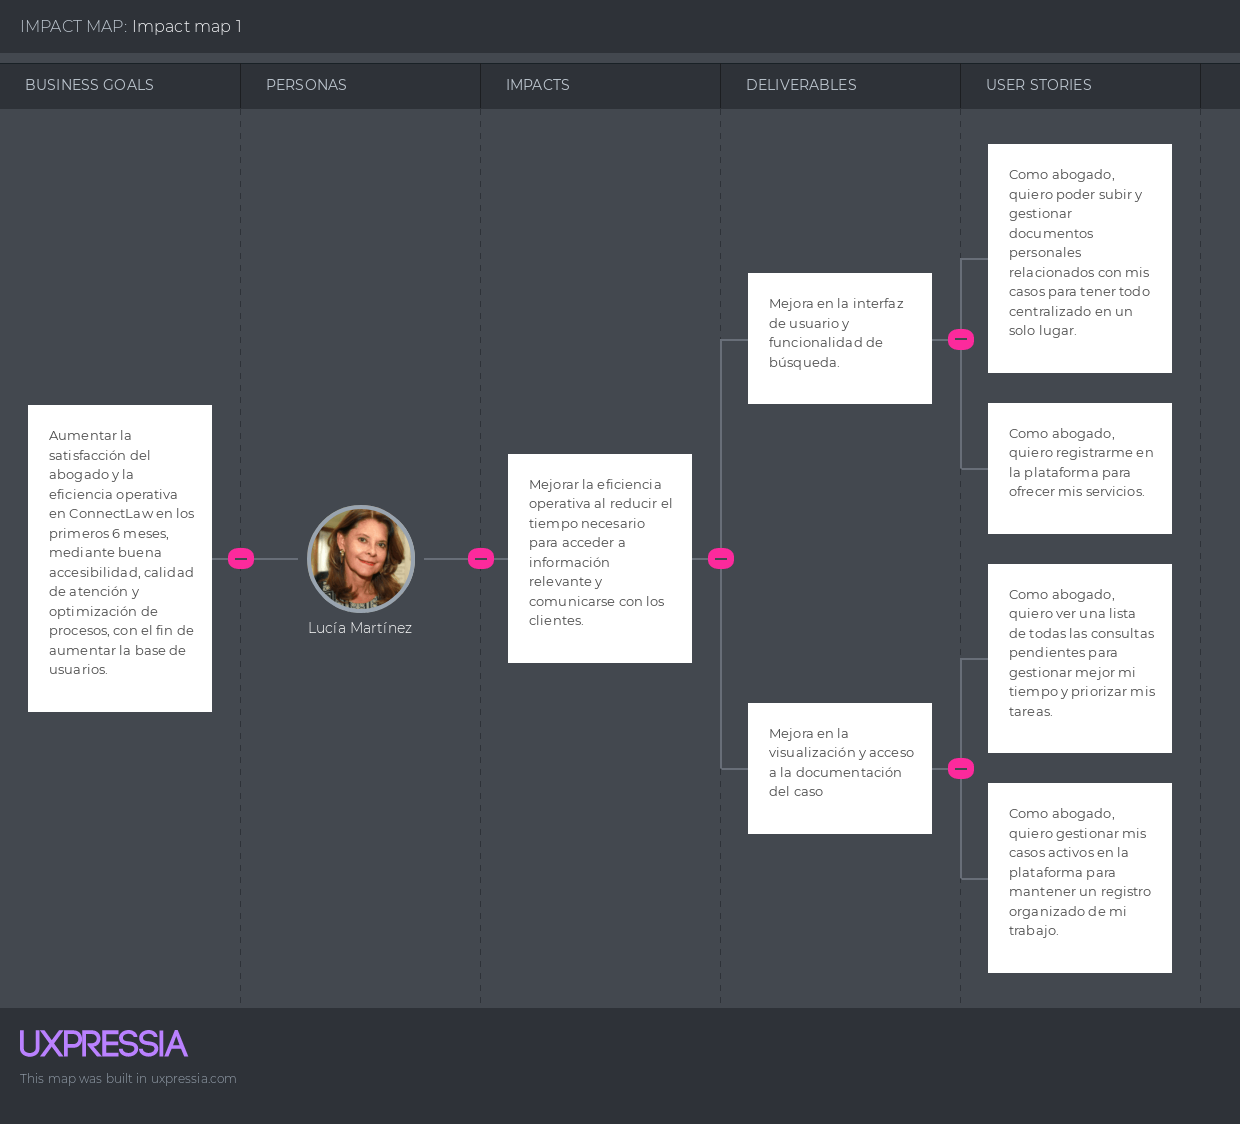 IMPACT MAP: Impact map 1
BUSINESS GOALS
PERSONAS
IMPACTS
DELIVERABLES
USER STORIES
Aumentar la
satisfacción del
abogado y la
eficiencia operativa
en ConnectLaw en los
primeros 6 meses,
mediante buena
accesibilidad, calidad
de atención y
optimización de
procesos, con el fin de
aumentar la base de
usuarios.
Lucía Martínez
Mejorar la eficiencia
operativa al reducir el
tiempo necesario
para acceder a
información
relevante y
comunicarse con los
clientes.
Mejora en la interfaz
de usuario y
funcionalidad de
búsqueda.
Mejora en la
visualización y acceso
a la documentación
del caso
Como abogado,
quiero poder subir y
gestionar
documentos
personales
relacionados con mis
casos para tener todo
centralizado en un
solo lugar.
Como abogado,
quiero registrarme en
la plataforma para
ofrecer mis servicios.
Como abogado,
quiero ver una lista
de todas las consultas
pendientes para
gestionar mejor mi
tiempo y priorizar mis
tareas.
Como abogado,
quiero gestionar mis
casos activos en la
plataforma para
mantener un registro
organizado de mi
trabajo.
UXPRESSIA
This map was built in uxpressia.com